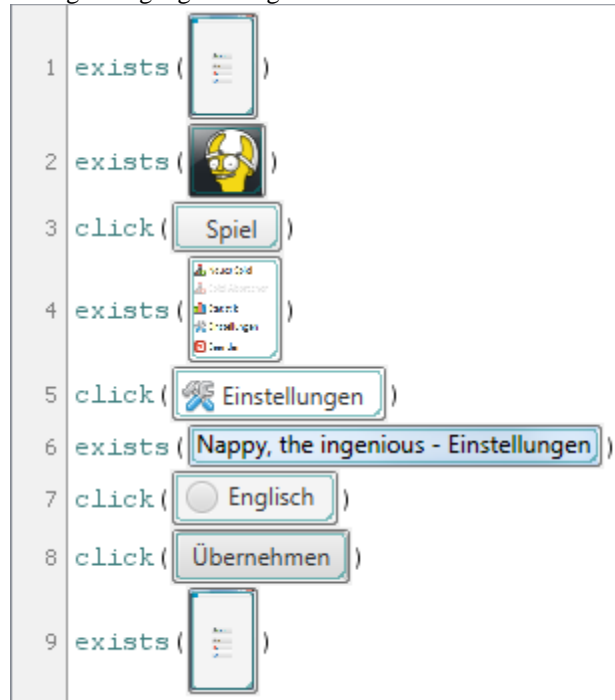 1 exists( )
2 exists( )
3 click( Spiel )
4 exists( Einstellungen )
5 click( Einstellungen )
6 exists( Nappy, the ingenious - Einstellungen )
7 click( Englisch )
8 click( Übernehmen )
9 exists( )